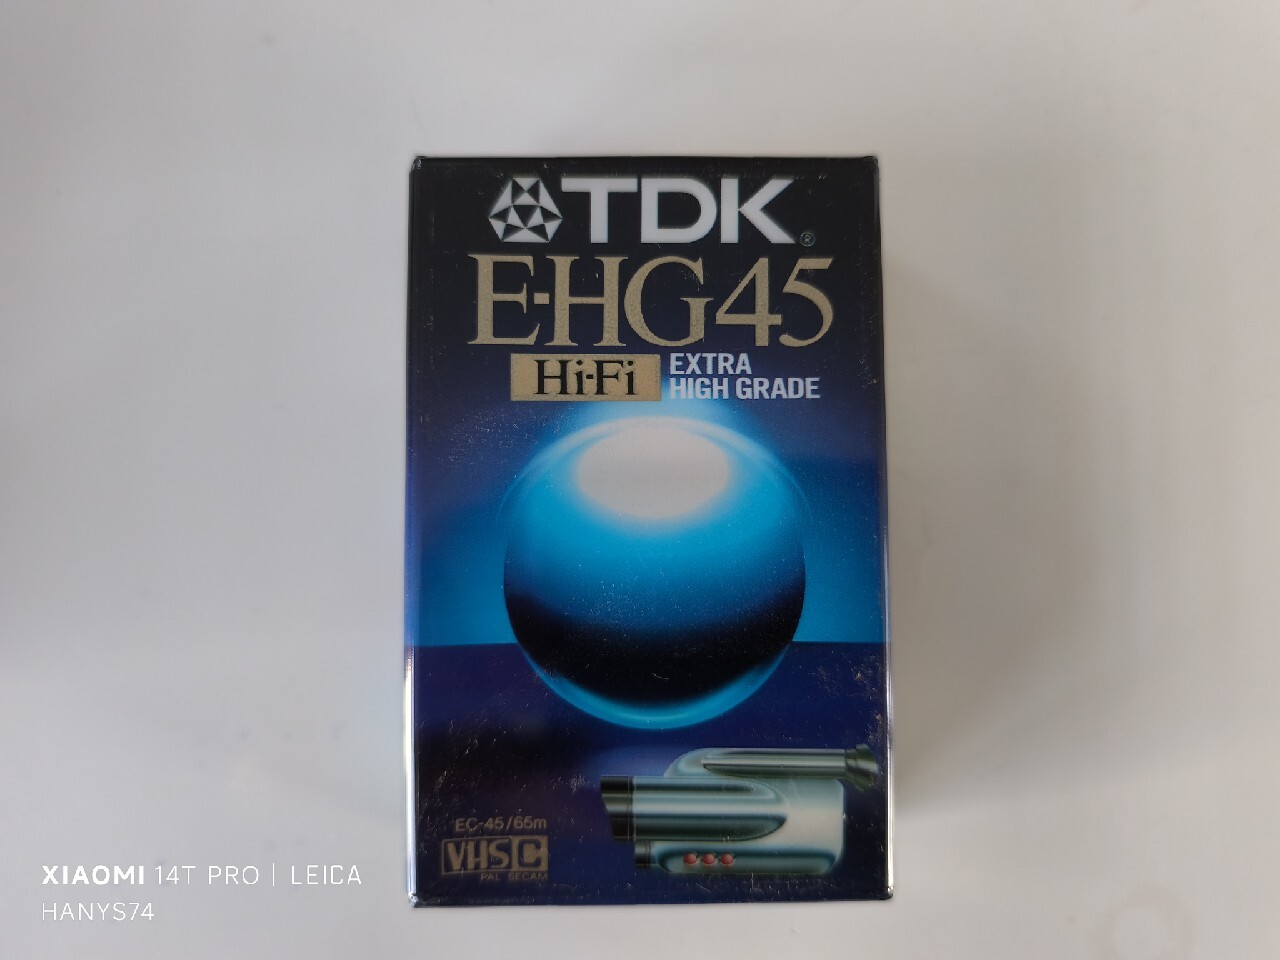 TDK®
E-HG45
Hi-Fi EXTRA
HIGH GRADE
EC-45/65m
VHS C
PAL SECAM
XIAOMI 14T PRO | LEICA
HANYS74